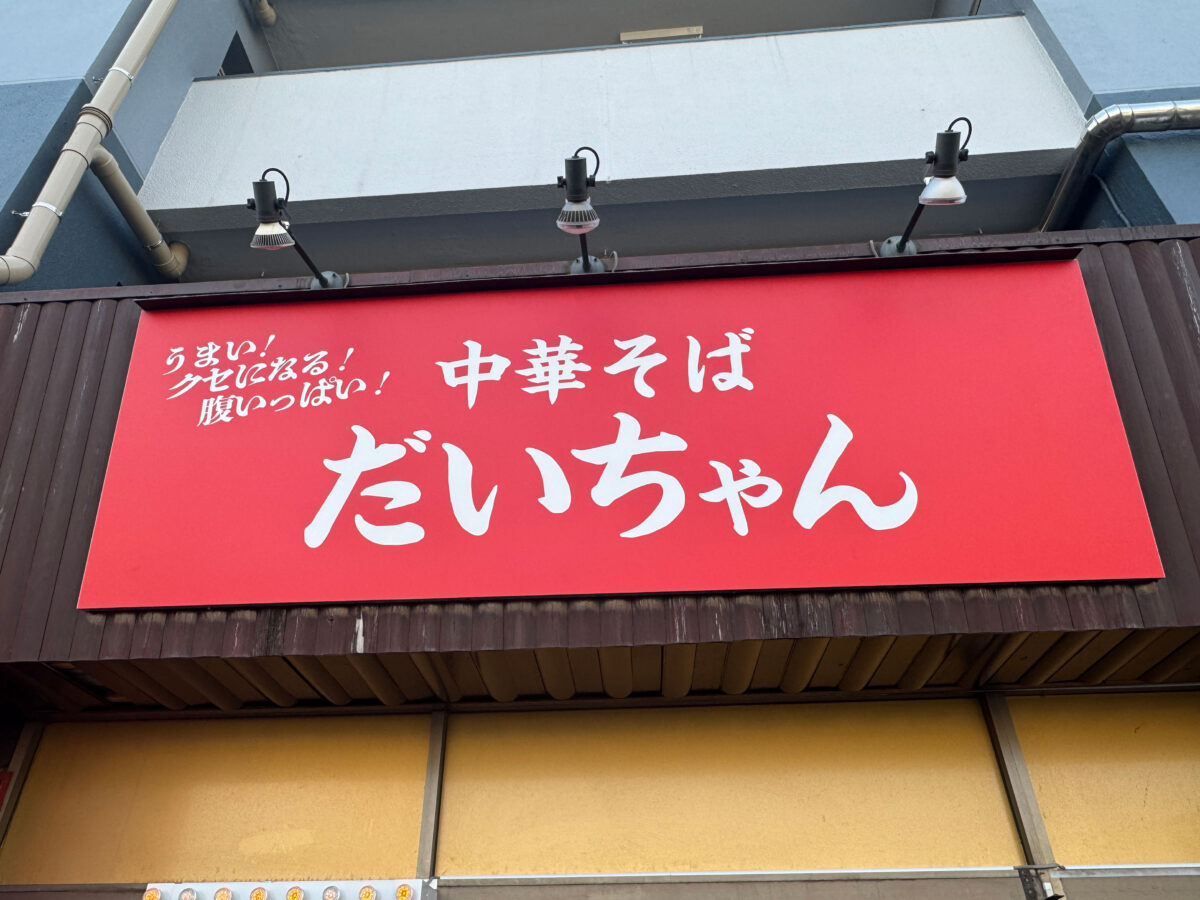 うまい！
クセになる！
腹いっぱい！
中華そば
だいちゃん